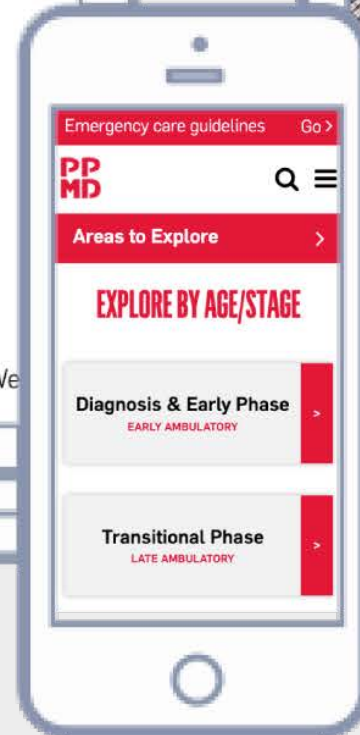 Emergency care guidelines Go >
PP
MD
Areas to Explore >
EXPLORE BY AGE/STAGE
Diagnosis & Early Phase
EARLY AMBULATORY
>
Transitional Phase
LATE AMBULATORY
>